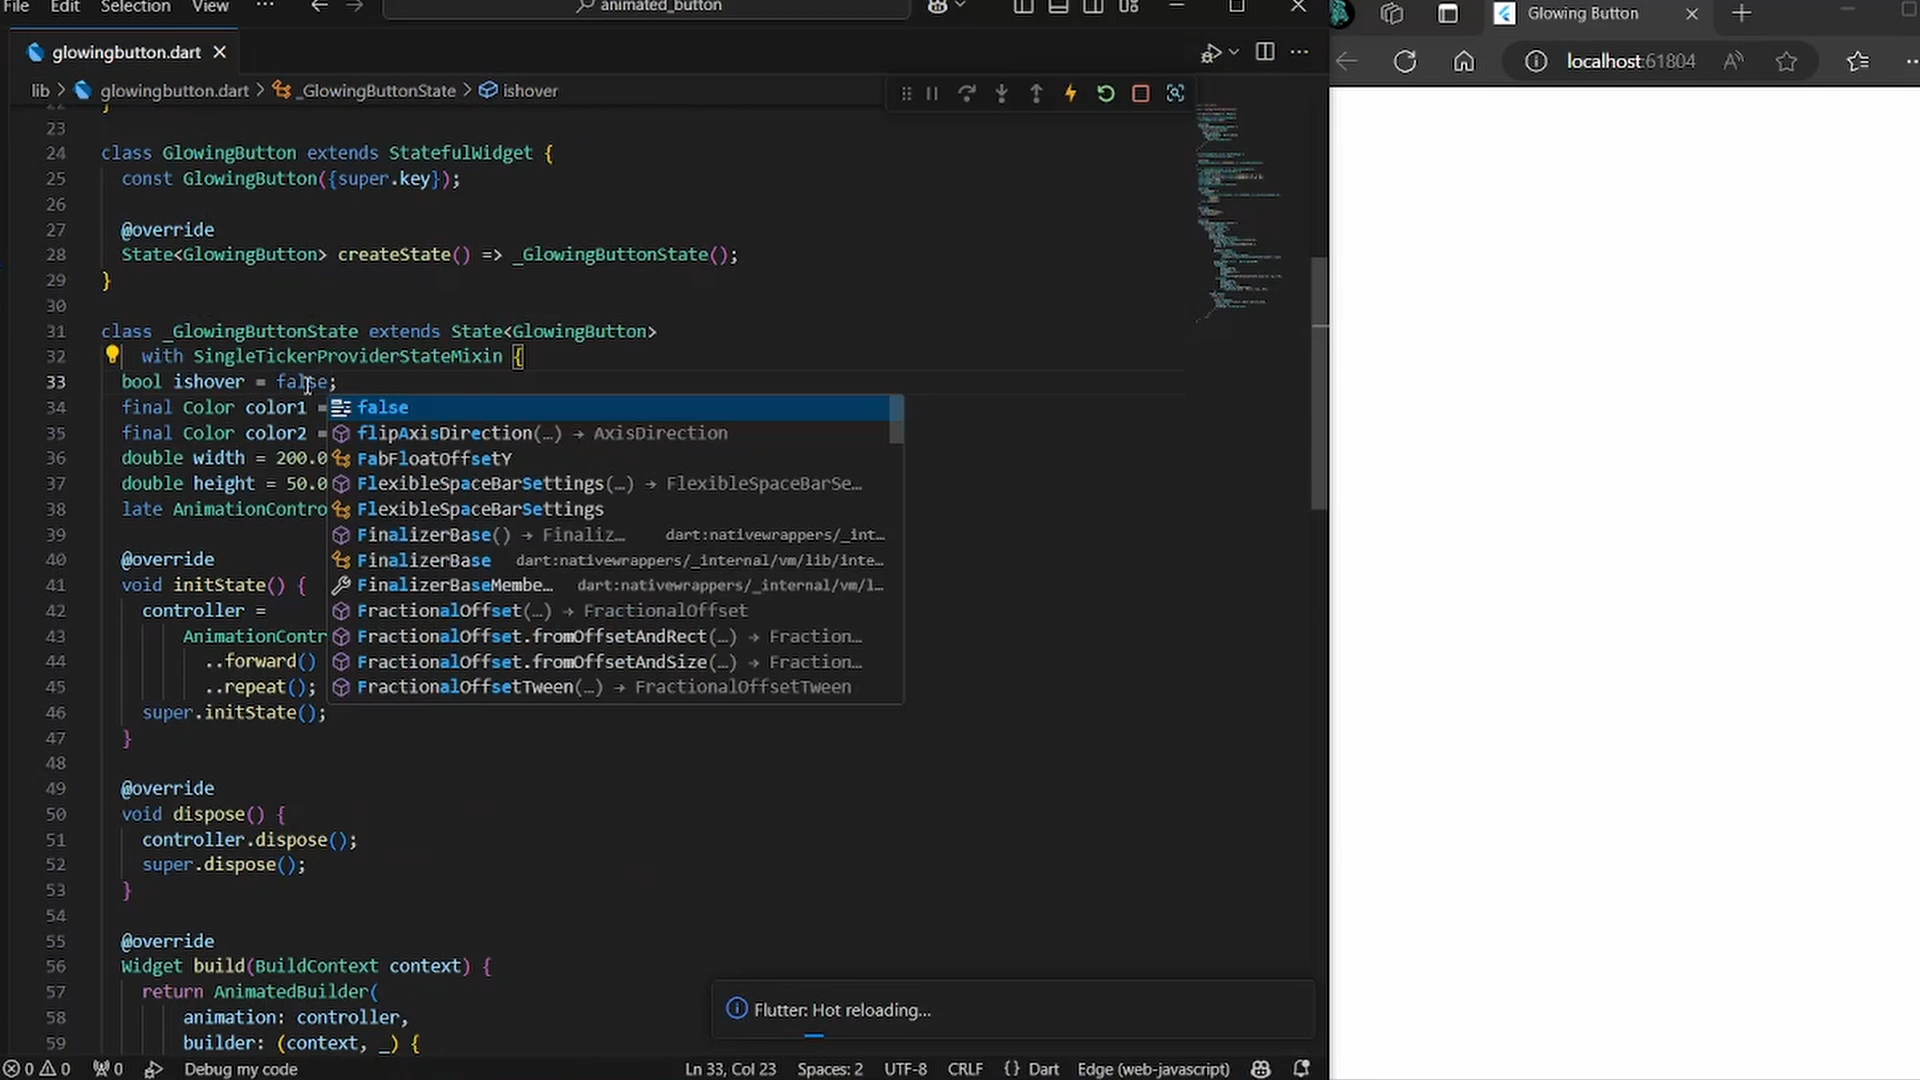 File Edit Selection View ··· animated_button
Glowing Button
glowingbutton.dart
localhost:61804
lib > glowingbutton.dart > _GlowingButtonState > ishover
22 }
23
24 class GlowingButton extends StatefulWidget {
25 const GlowingButton({super.key});
26
27 @override
28 State<GlowingButton> createState() => _GlowingButtonState();
29 }
30
31 class _GlowingButtonState extends State<GlowingButton>
32 with SingleTickerProviderStateMixin {
33 bool ishover = false;
34 final Color color1 =
false
35 final Color color2 =
flipAxisDirection(…) → AxisDirection
36 double width = 200.0
FabFloatOffsetY
37 double height = 50.0
FlexibleSpaceBarSettings(…) → FlexibleSpaceBarSe…
38 late AnimationContro
FlexibleSpaceBarSettings
39
FinalizerBase() → Finaliz… dart:nativewrappers/_int…
40 @override
FinalizerBase dart:nativewrappers/_internal/vm/lib/inte…
41 void initState() {
FinalizerBaseMembe… dart:nativewrappers/_internal/vm/l…
42 controller =
FractionalOffset(…) → FractionalOffset
43 AnimationContr
FractionalOffset.fromOffsetAndRect(…) → Fraction…
44 ..forward()
FractionalOffset.fromOffsetAndSize(…) → Fraction…
45 ..repeat();
FractionalOffsetTween(…) → FractionalOffsetTween
46 super.initState();
47 }
48
49 @override
50 void dispose() {
51 controller.dispose();
52 super.dispose();
53 }
54
55 @override
56 Widget build(BuildContext context) {
57 return AnimatedBuilder(
58 animation: controller,
59 builder: (context, _) {
Flutter: Hot reloading...
0 0 0 Debug my code Ln 33, Col 23 Spaces: 2 UTF-8 CRLF {} Dart Edge (web-javascript)